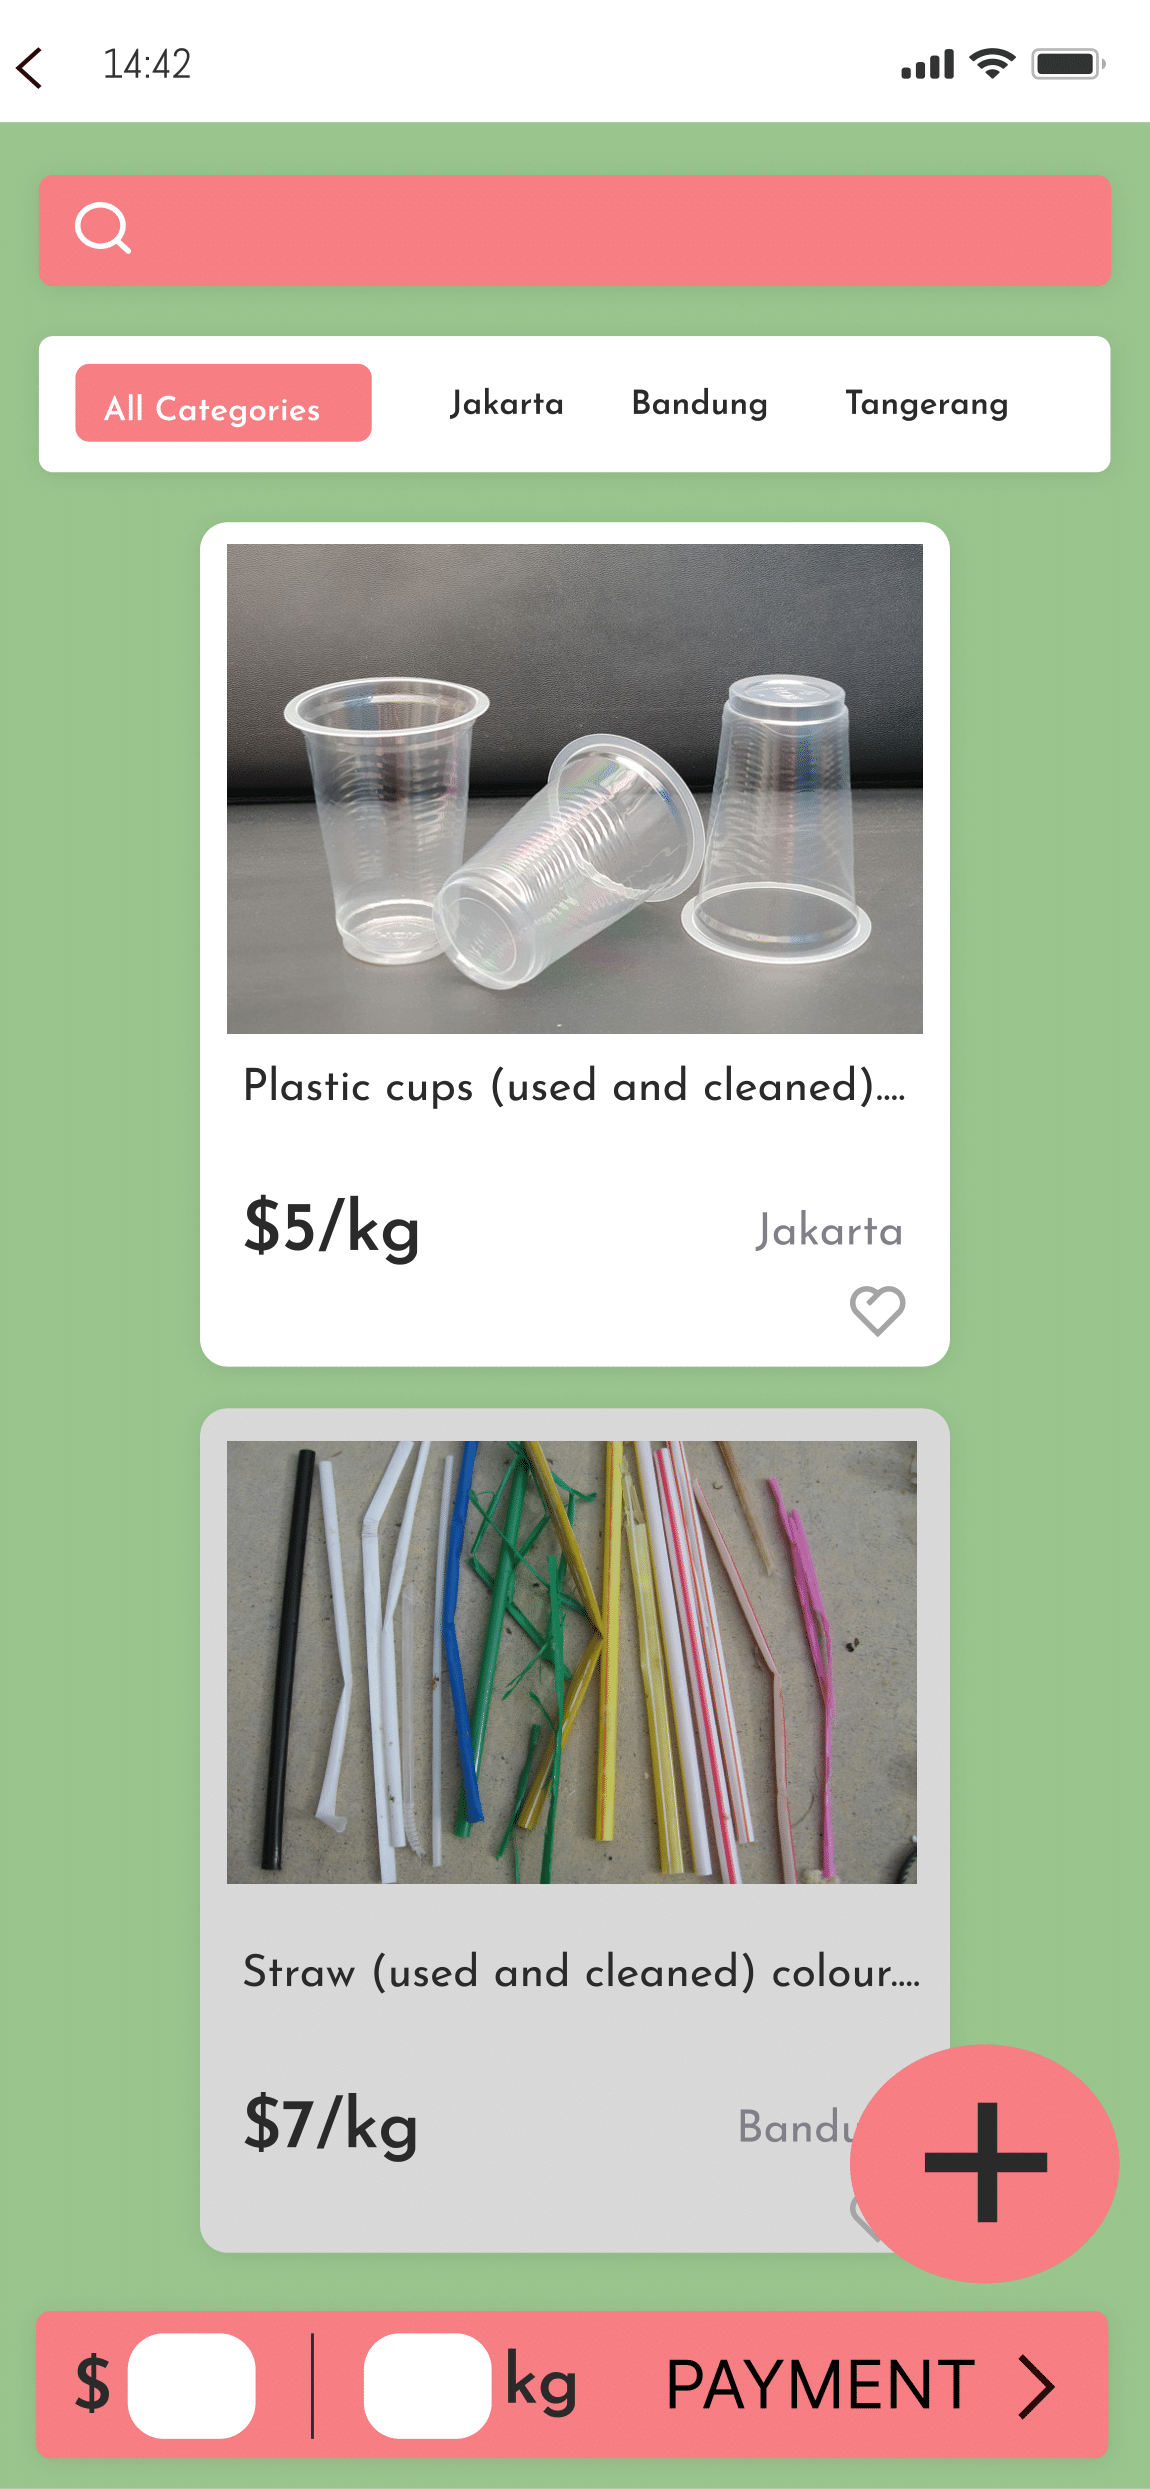 14:42
All Categories Jakarta Bandung Tangerang
Plastic cups (used and cleaned)....
$5/kg Jakarta
Straw (used and cleaned) colour....
$7/kg
$ kg PAYMENT